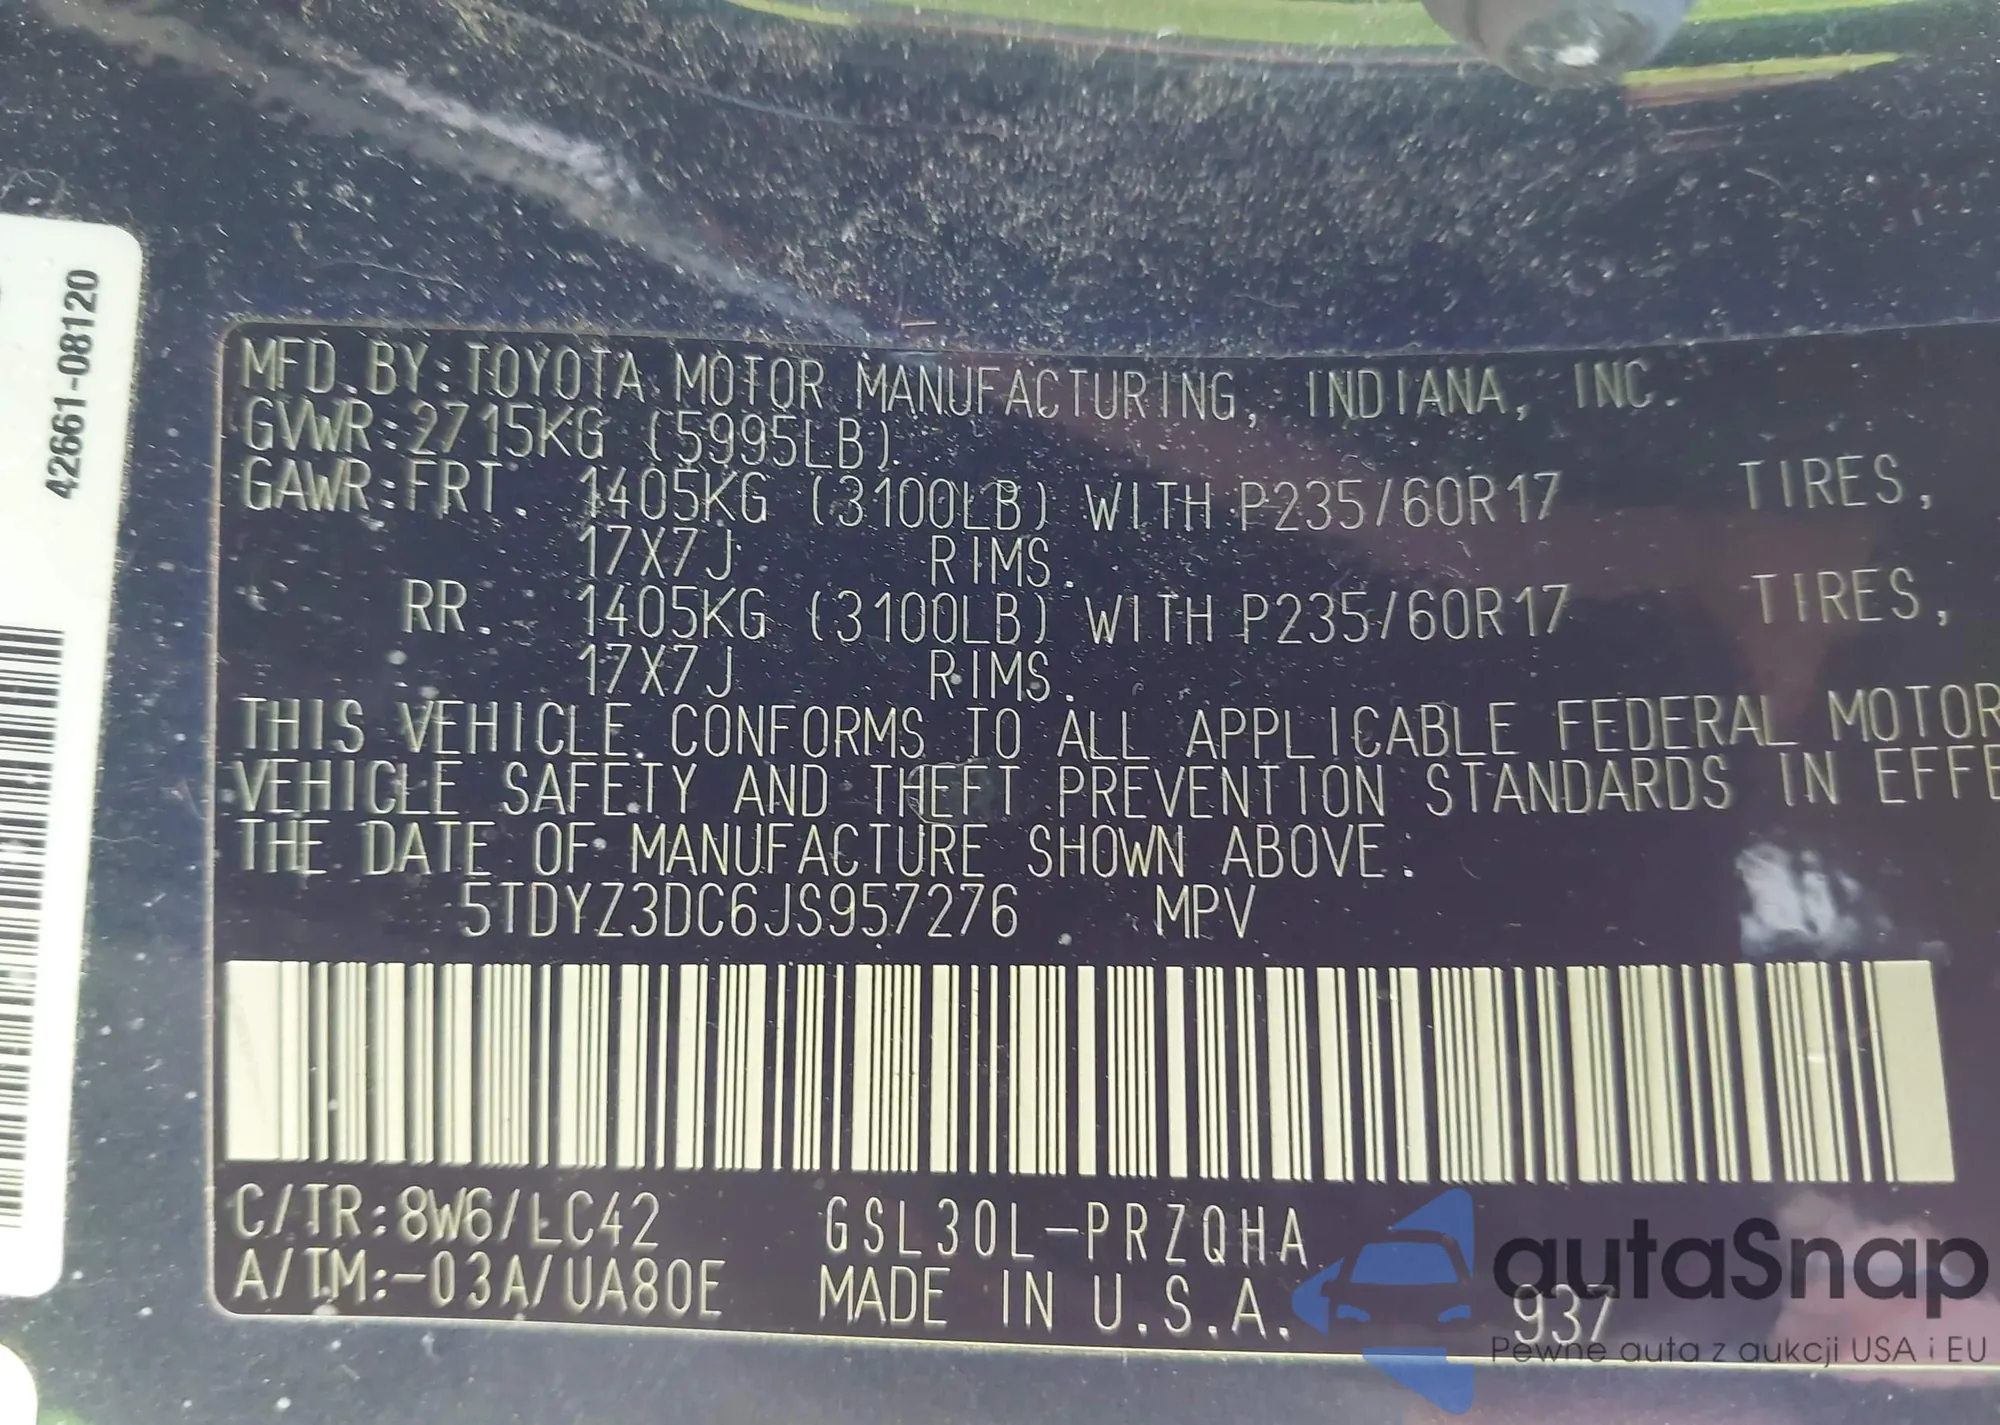 42661-08120
MFD. BY: TOYOTA MOTOR MANUFACTURING, INDIANA, INC.
GVWR: 2715KG (5995LB)
GAWR: FRT. 1405KG (3100LB) WITH P235/60R17 TIRES,
17X7J RIMS.
RR. 1405KG (3100LB) WITH P235/60R17 TIRES,
17X7J RIMS.
THIS VEHICLE CONFORMS TO ALL APPLICABLE FEDERAL MOTOR
VEHICLE SAFETY AND THEFT PREVENTION STANDARDS IN EFFE
THE DATE OF MANUFACTURE SHOWN ABOVE.
5TDYZ3DC6JS957276 MPV
C/TR: 8W6/LC42 GSL30L-PRZQHA
A/TM: -03A/UA80E MADE IN U.S.A. 937
autoSnap
Pewne auta z aukcji USA i EU